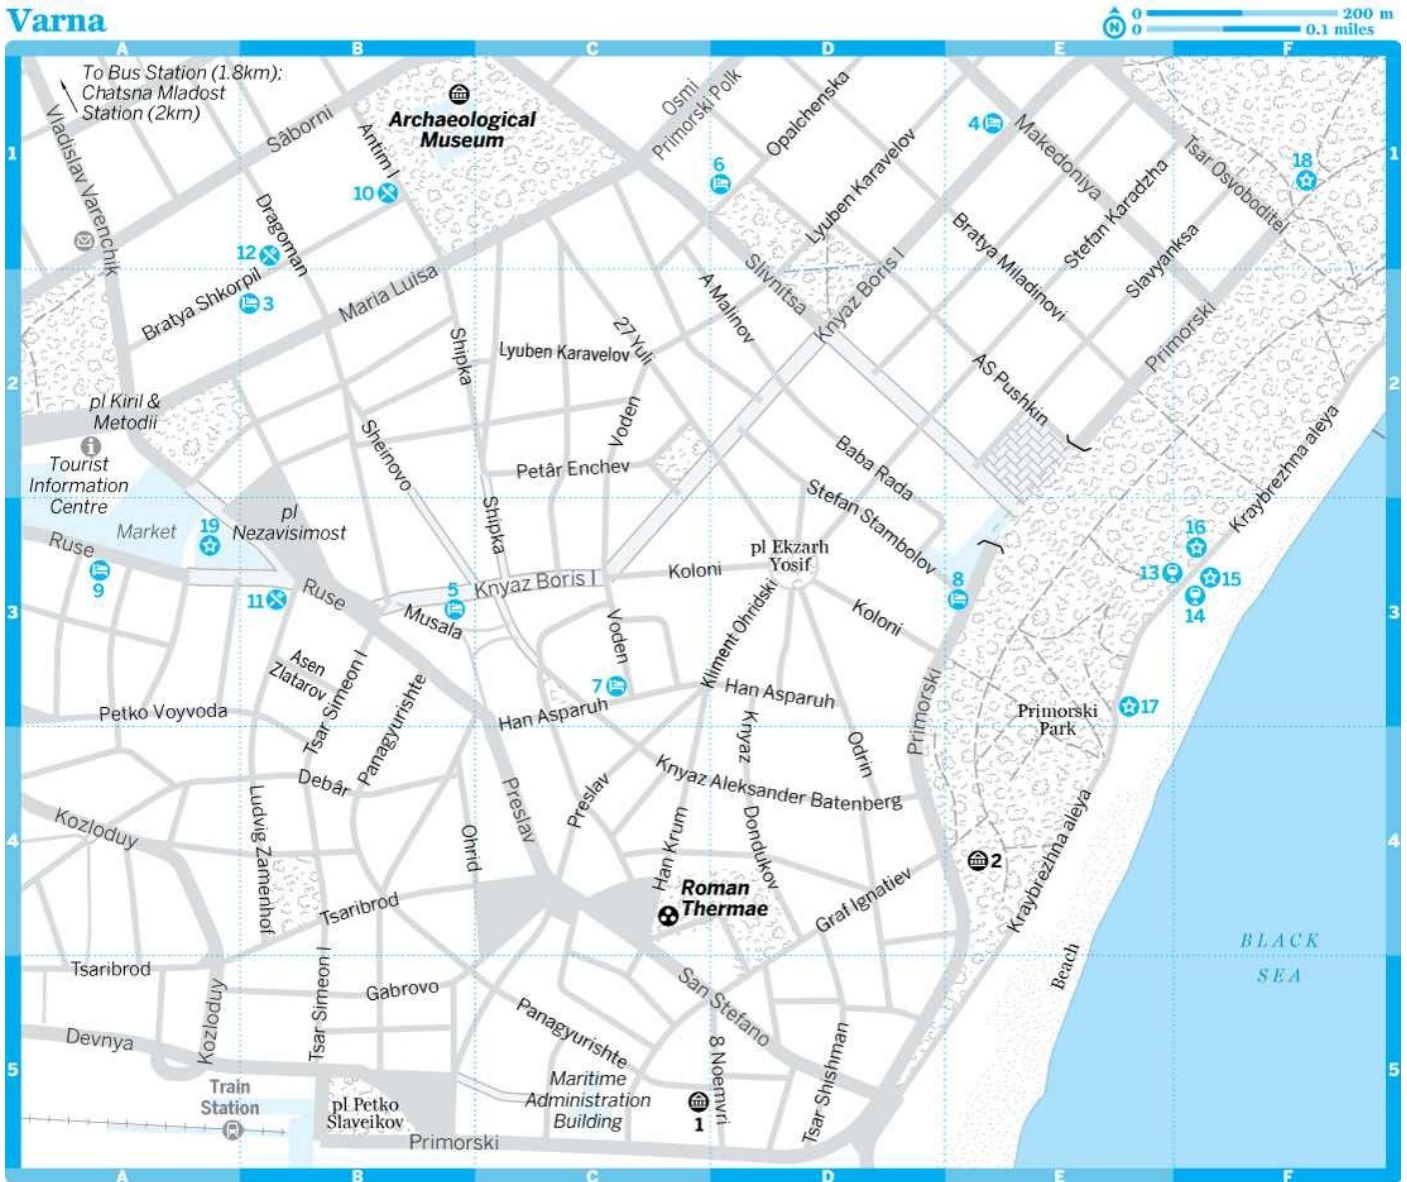 Varna
N
0 200 m
0 0.1 miles
A B C D E F
To Bus Station (1.8km);
Chatsna Mladost
Station (2km)
Vladislav Varenchik
Sâborni
Antim I
Archaeological
Museum
Osmi
Primorski Polk
Opalchenska
Lyuben Karavelov
4
Makedoniya
Tsar Osvoboditel
18
1
1
6
10
Dragoman
12
Bratya Shkorpil
3
Maria Luisa
Slivnitsa
A Malinov
Knyaz Boris I
Bratya Miladinovi
Stefan Karadzha
Slavyanksa
Primorski
Shipka
Lyuben Karavelov
27 Yuli
AS Pushkin
2
2
pl Kiril &
Metodii
Tourist
Information
Centre
Sheinovo
Voden
Petâr Enchev
Baba Rada
Stefan Stambolov
Kraybrezhna aleya
Market
19
pl
Nezavisimost
Shipka
pl Ekzarh
Yosif
16
13
15
14
Ruse
9
11
Ruse
5
Knyaz Boris I
Koloni
8
3
3
Musala
Voden
Kliment Ohridski
Koloni
Asen
Zlatarov
Tsar Simeon I
Panagyurishte
7
Han Asparuh
Han Asparuh
Primorski
Primorski
Park
17
Petko Voyvoda
Debâr
Knyaz
Dondukov
Odrin
Knyaz Aleksander Batenberg
Preslav
Preslav
Kozloduy
Ludvig Zamenhof
Ohrid
Han Krum
4
4
2
Kraybrezhna aleya
Roman
Thermae
Graf Ignatiev
Tsaribrod
BLACK
SEA
Beach
Tsaribrod
Tsar Simeon I
Gabrovo
San Stefano
Kozloduy
Devnya
Panagyurishte
8 Noemvri
Tsar Shishman
5
5
Train
Station
pl Petko
Slaveikov
Maritime
Administration
Building
1
Primorski
A B C D E F